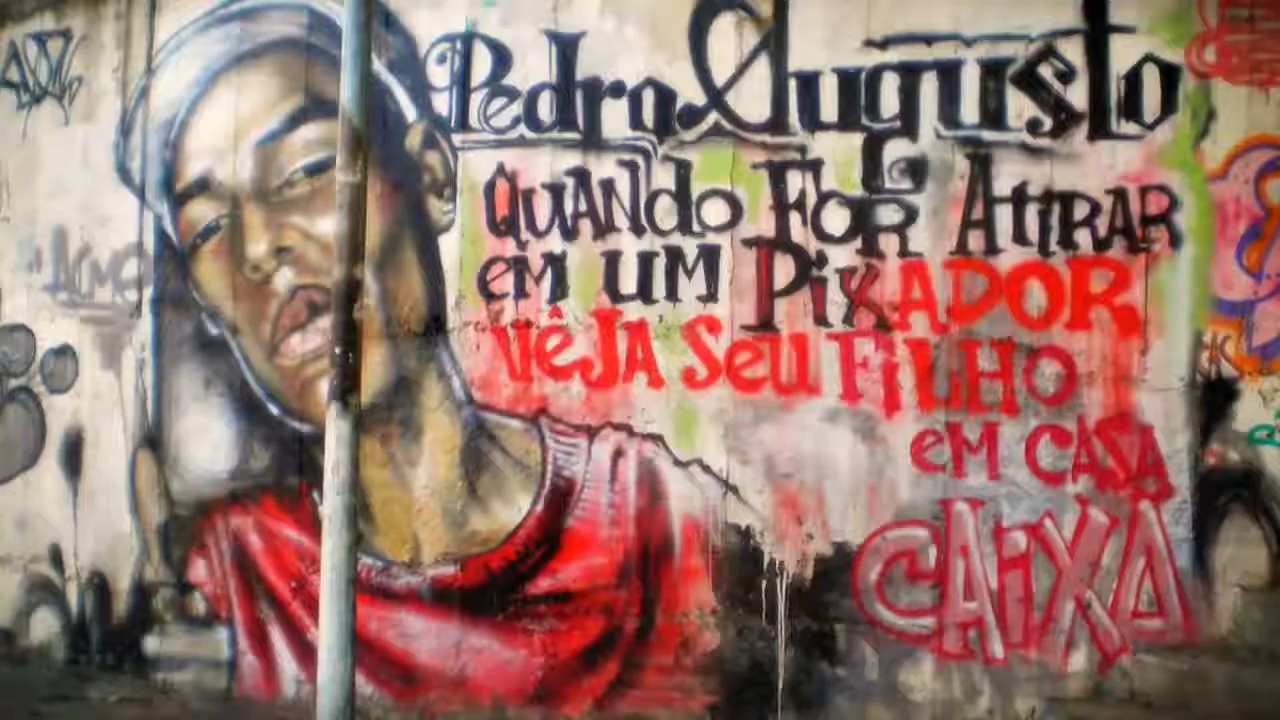 Pedro Augusto
QUANdO FOR ATIRAR
em um PiXADOR
VêJA SeU FiLHO
em CASA
CAiXA